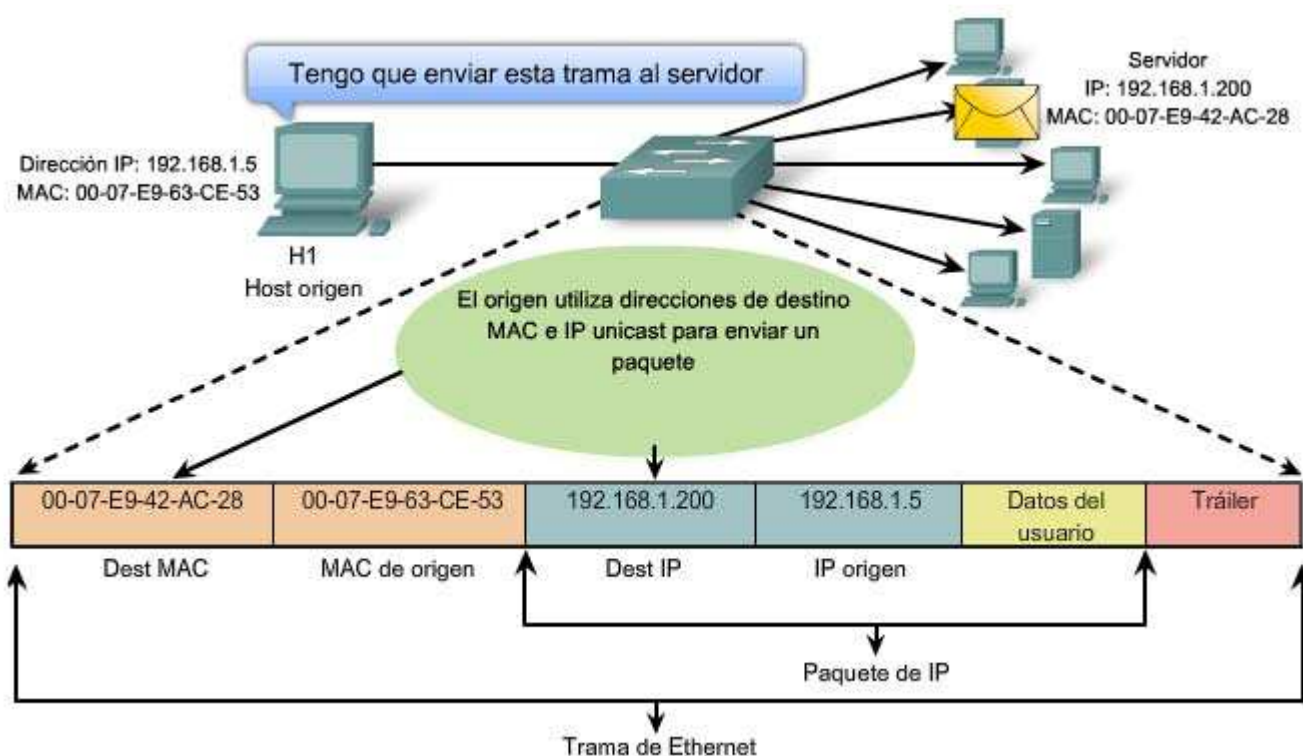 Tengo que enviar esta trama al servidor
Servidor
IP: 192.168.1.200
MAC: 00-07-E9-42-AC-28
Dirección IP: 192.168.1.5
MAC: 00-07-E9-63-CE-53
H1
Host origen
El origen utiliza direcciones de destino
MAC e IP unicast para enviar un
paquete
00-07-E9-42-AC-28
00-07-E9-63-CE-53
192.168.1.200
192.168.1.5
Datos del
usuario
Tráiler
Dest MAC
MAC de origen
Dest IP
IP origen
Paquete de IP
Trama de Ethernet